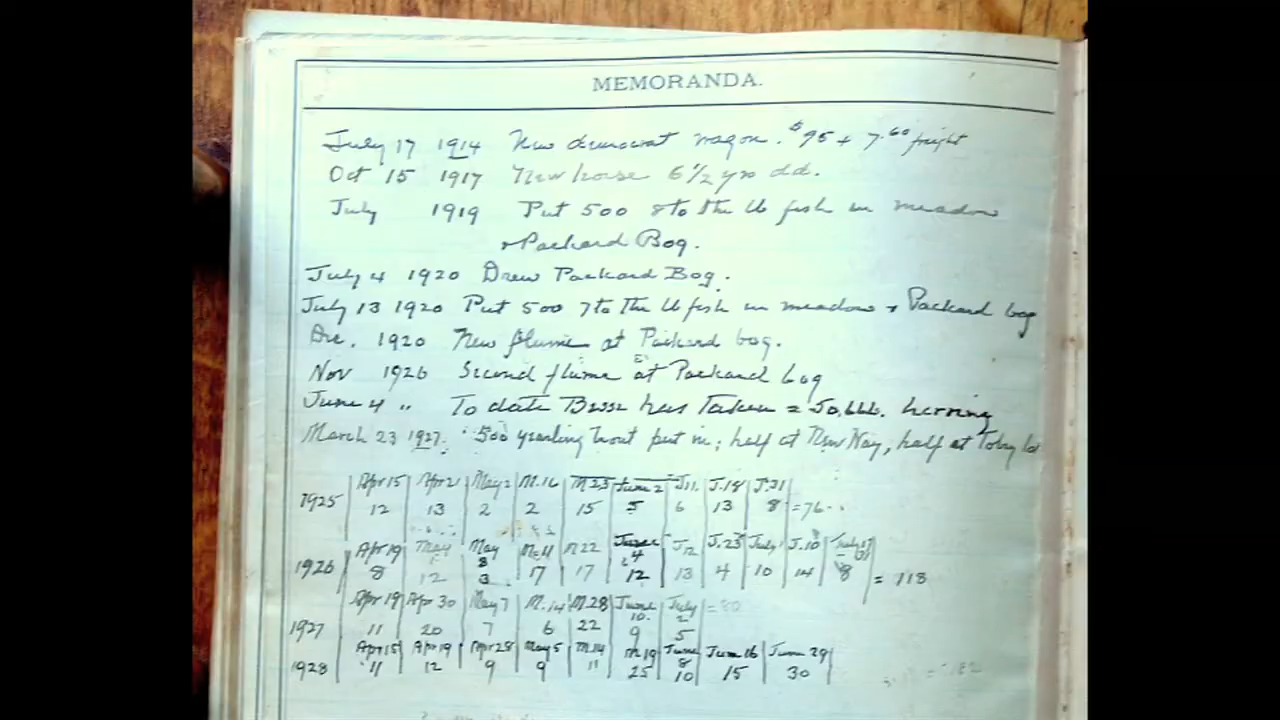 MEMORANDA.
July 17 1914 New democrat wagon. $95 + 7.60 freight
Oct 15 1917 New horse 6 1/2 yrs old.
July 1919 Put 500 8 to the lb fish in meadow
+ Packard Bog.
July 4 1920 Drew Packard Bog.
July 13 1920 Put 500 7 to the lb fish in meadow + Packard bog
Dec. 1920 New flume at Packard bog.
Nov 1926 Second flume at Packard bog
June 4 " To date has taken = herring
March 23 1927. 500 yearling trout put in; half at New Way, half at Toby
Apr 15 Apr 21 May 2 M. 16 M 23 June 2 J 11. J. 18 J. 31
1925 12 13 2 2 15 5 6 13 8 = 76
Apr 19 May May 8 M. 11 M 22 June 4 J 12 J. 23 July 1 J. 10 July
1926 8 12 3 17 17 12 13 4 10 14 8 = 118
Apr 19 Apr 30 May 7 M. 14 M. 28 June 10. July 2 = 80
1927 11 20 7 6 22 9 5
Apr 15 Apr 19 Apr 28 May 5 M. 14 M 19 June 8 June 16 June 29
1928 11 12 9 9 11 25 10 15 30